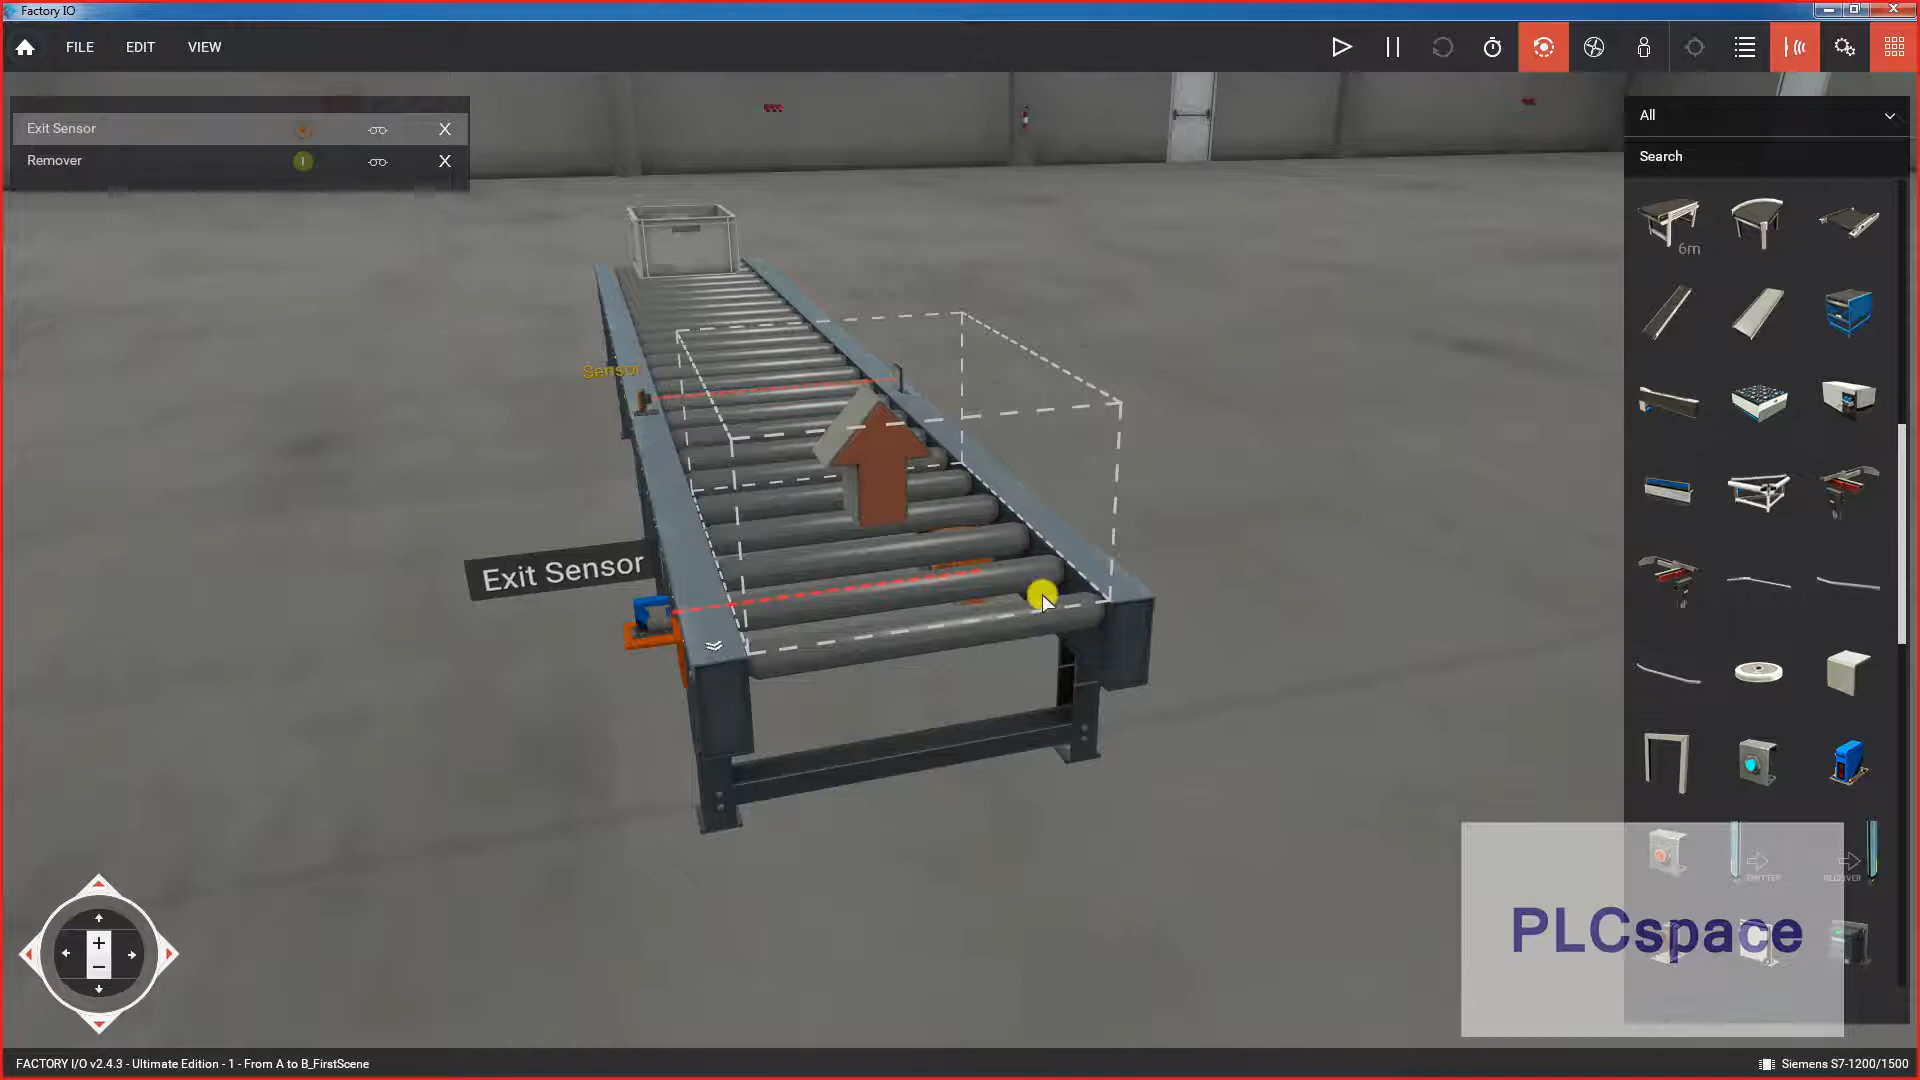 Factory IO
FILE EDIT VIEW
Exit Sensor
Remover
All
Search
6m
Sensor
Exit Sensor
EMITTER
PLCspace
FACTORY I/O v2.4.3 - Ultimate Edition - 1 - From A to B_FirstScene
Siemens S7-1200/1500